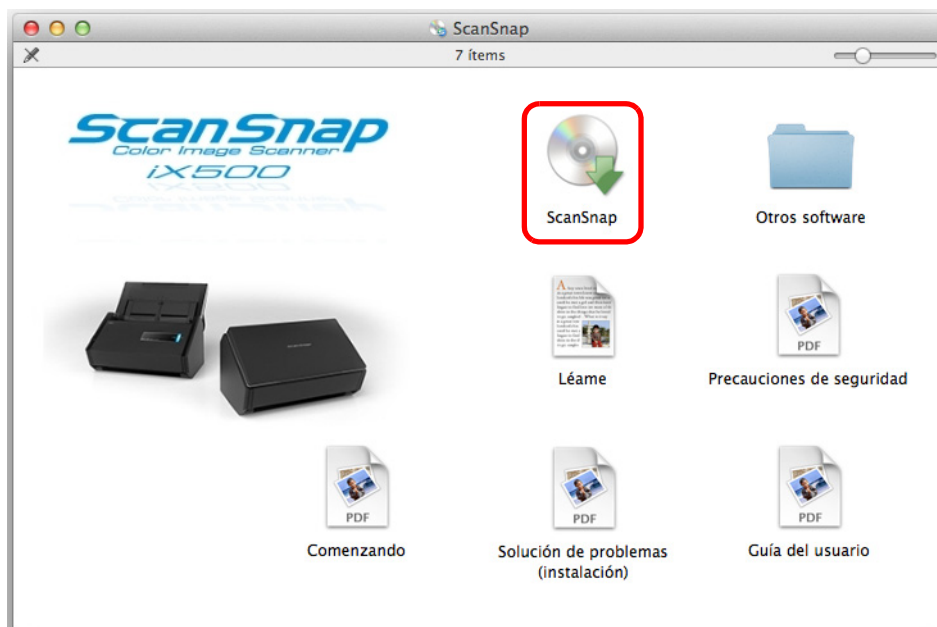 ScanSnap
7 ítems
ScanSnap
Color Image Scanner
iX500
ScanSnap
Otros software
Léame
PDF
Precauciones de seguridad
PDF
Comenzando
PDF
Solución de problemas
(instalación)
PDF
Guía del usuario